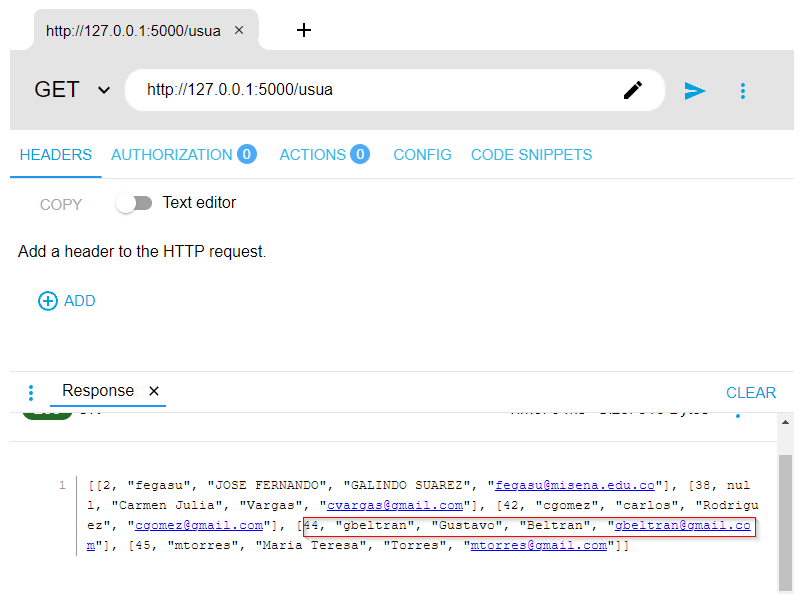 http://127.0.0.1:5000/usua × +
GET http://127.0.0.1:5000/usua
HEADERS AUTHORIZATION 0 ACTIONS 0 CONFIG CODE SNIPPETS
COPY Text editor
Add a header to the HTTP request.
ADD
Response × CLEAR
1 [[2, "fegasu", "JOSE FERNANDO", "GALINDO SUAREZ", "fegasu@misena.edu.co"], [38, nul
l, "Carmen Julia", "Vargas", "cvargas@gmail.com"], [42, "cgomez", "carlos", "Rodrigu
ez", "cgomez@gmail.com"], [44, "gbeltran", "Gustavo", "Beltran", "gbeltran@gmail.co
m"], [45, "mtorres", "Maria Teresa", "Torres", "mtorres@gmail.com"]]